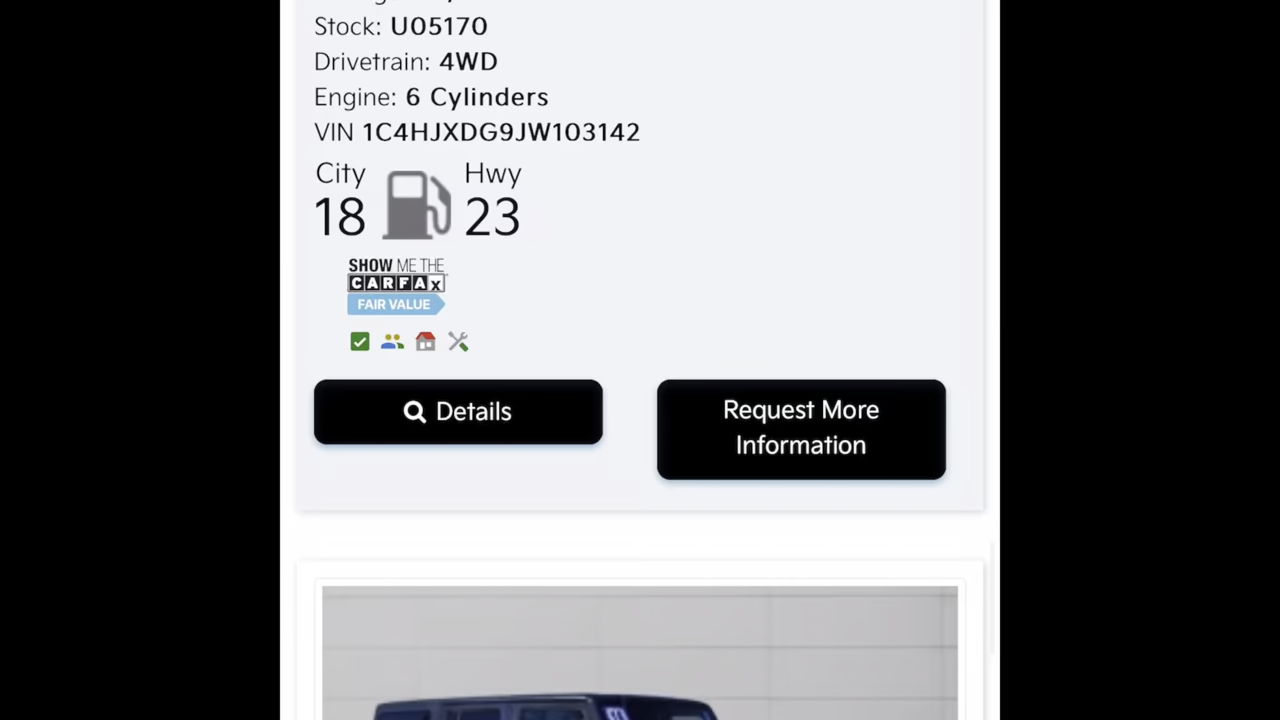 Stock: U05170
Drivetrain: 4WD
Engine: 6 Cylinders
VIN 1C4HJXDG9JW103142
City
Hwy
18
23
SHOW ME THE
CARFAX
FAIR VALUE
Details
Request More
Information